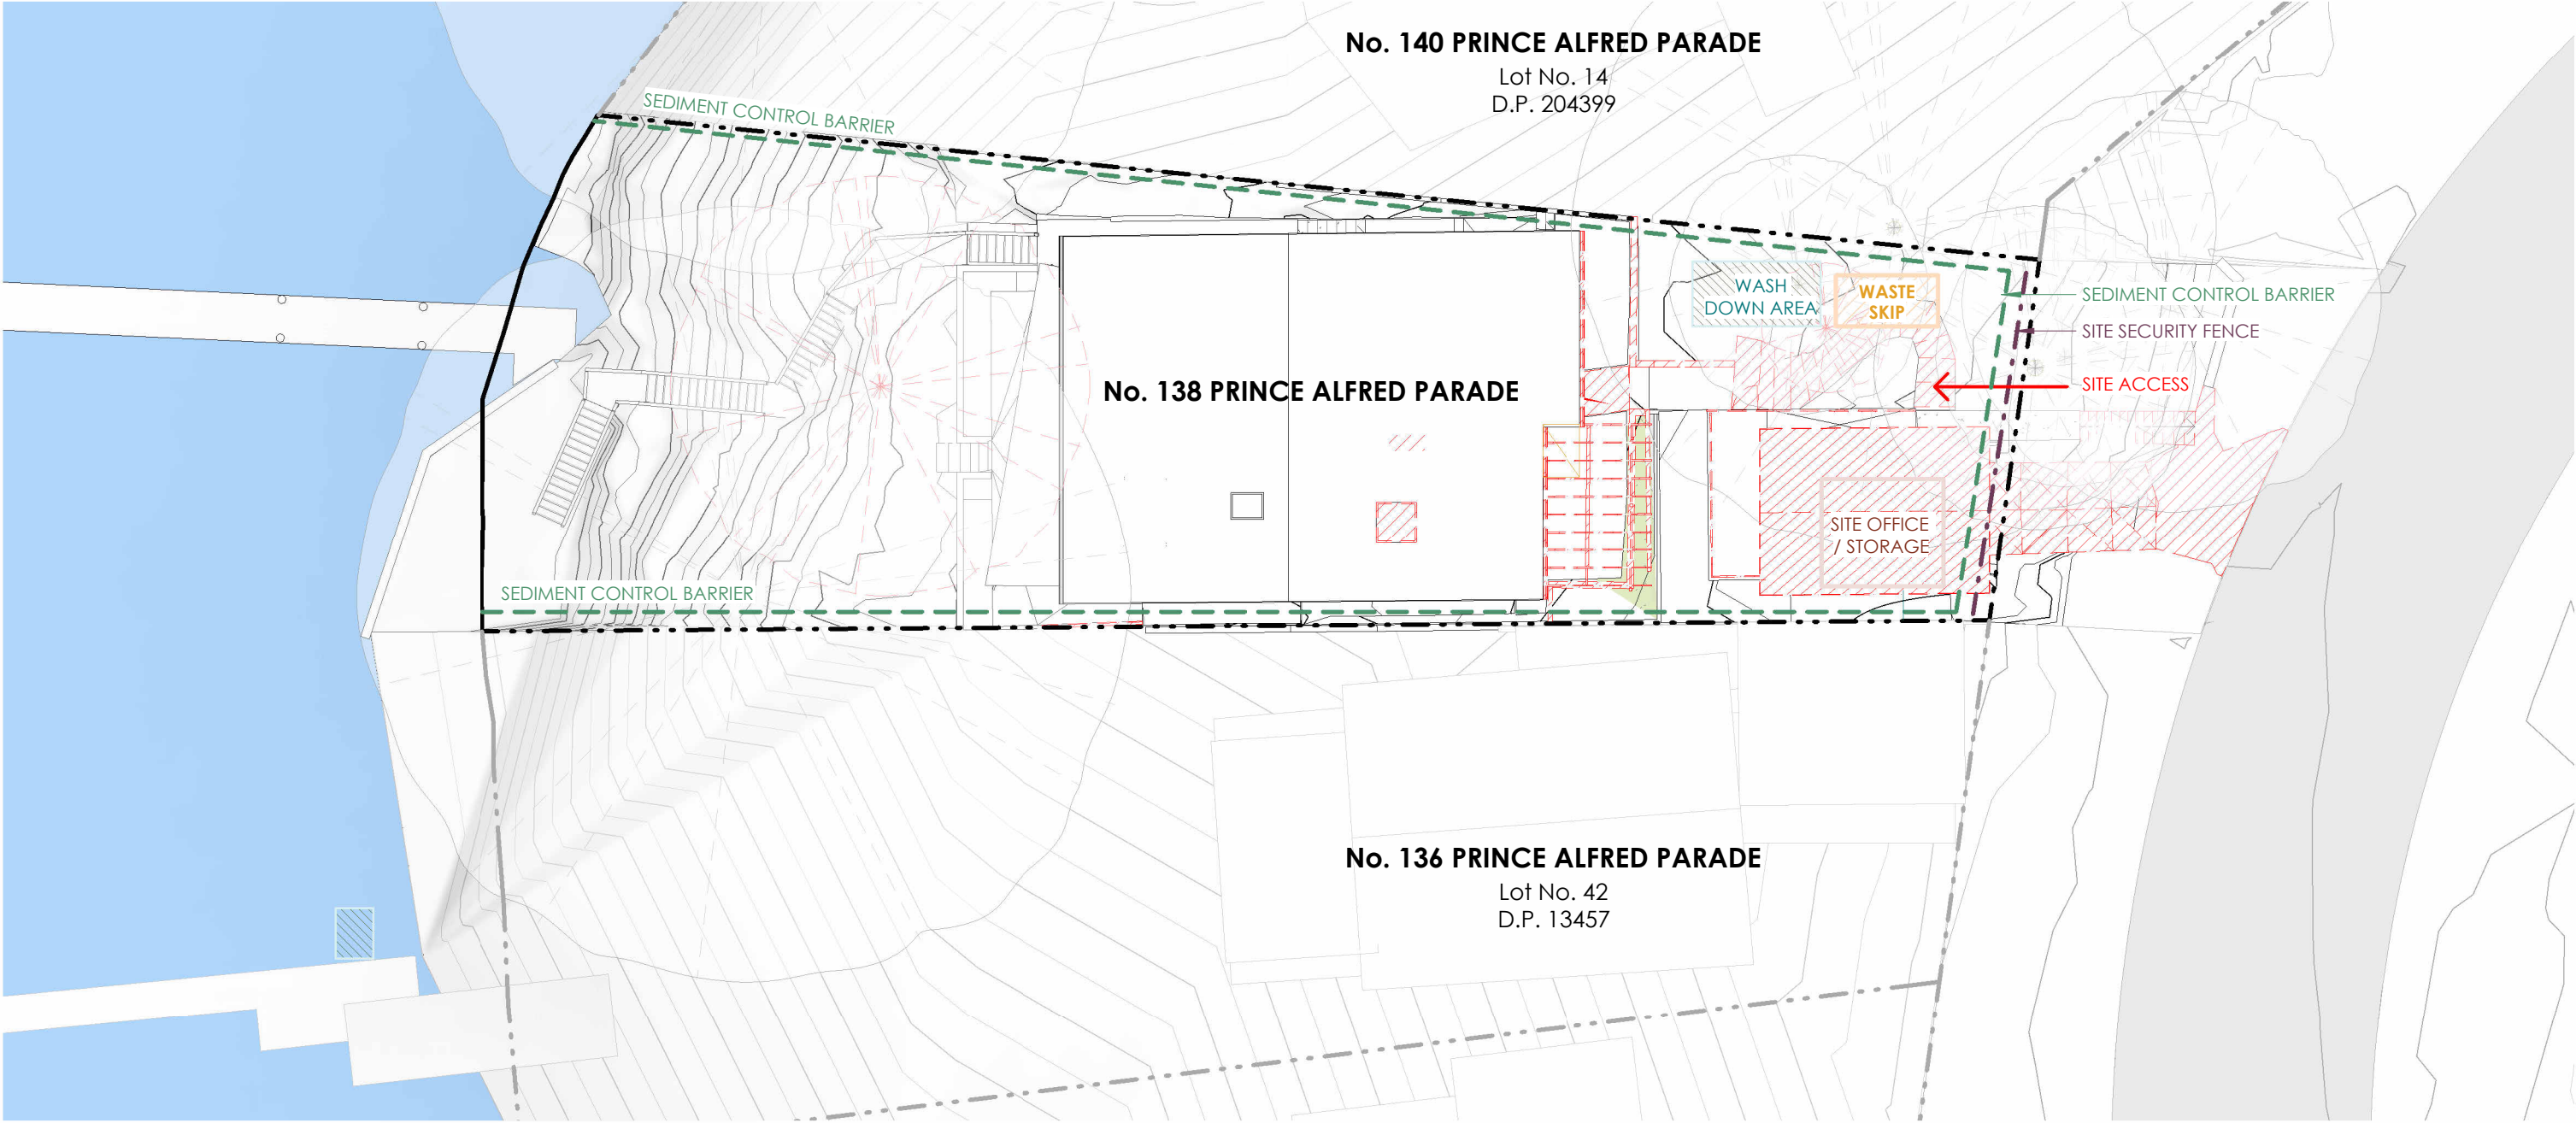 No. 140 PRINCE ALFRED PARADE
Lot No. 14
D.P. 204399
SEDIMENT CONTROL BARRIER
WASH
DOWN AREA
WASTE
SKIP
SEDIMENT CONTROL BARRIER
SITE SECURITY FENCE
SITE ACCESS
No. 138 PRINCE ALFRED PARADE
SITE OFFICE
/ STORAGE
SEDIMENT CONTROL BARRIER
No. 136 PRINCE ALFRED PARADE
Lot No. 42
D.P. 13457